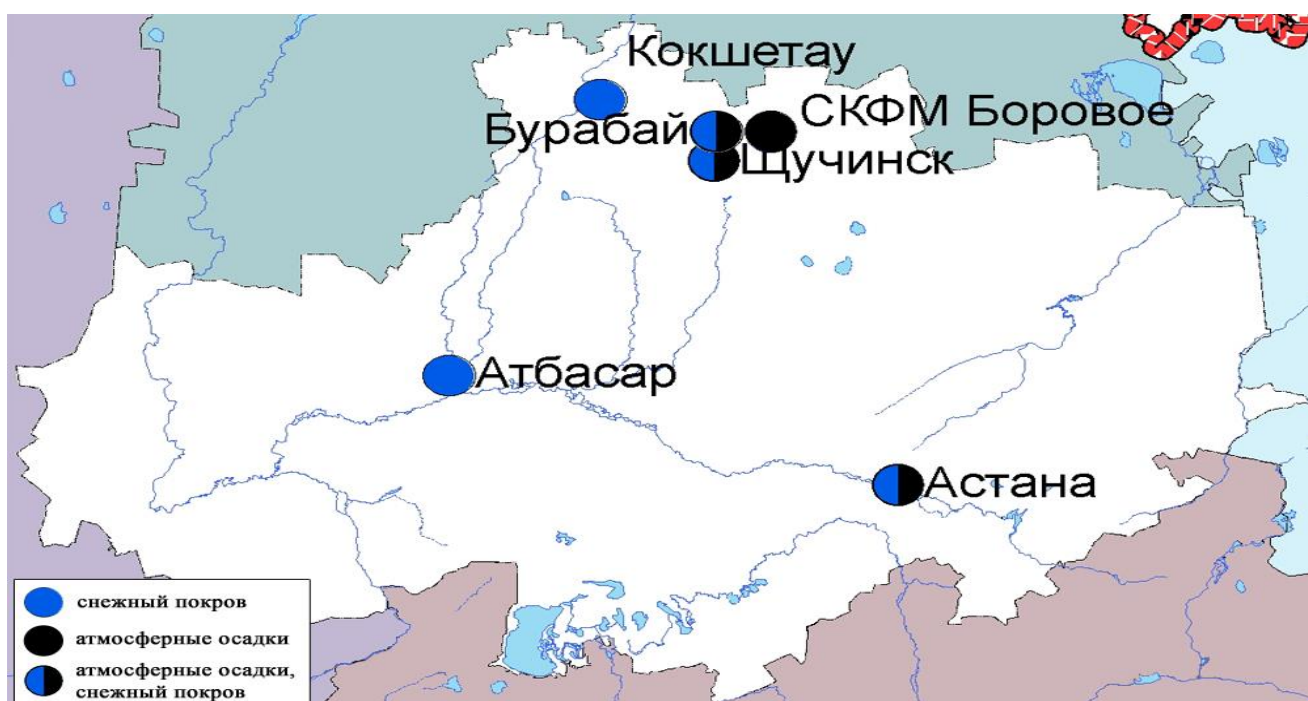 Кокшетау
СКФМ Боровое
Бурабай
Щучинск
Атбасар
Астана
снежный покров
атмосферные осадки
атмосферные осадки,
снежный покров